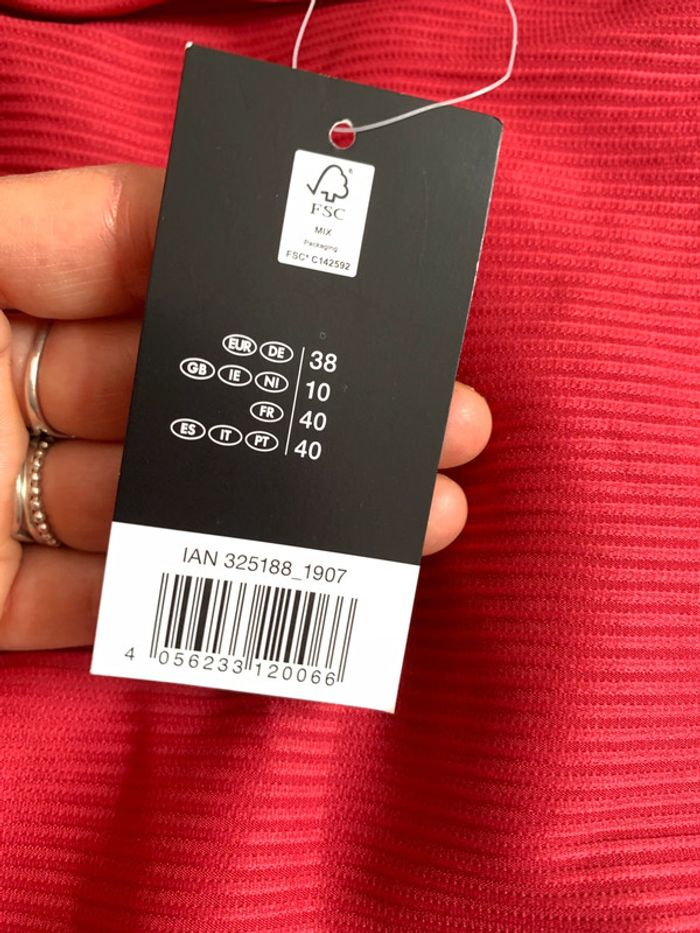 FSC
MIX
Packaging
FSC® C142592
EUR DE 38
GB IE NI 10
FR 40
ES IT PT 40
IAN 325188_1907
4 056233 120066